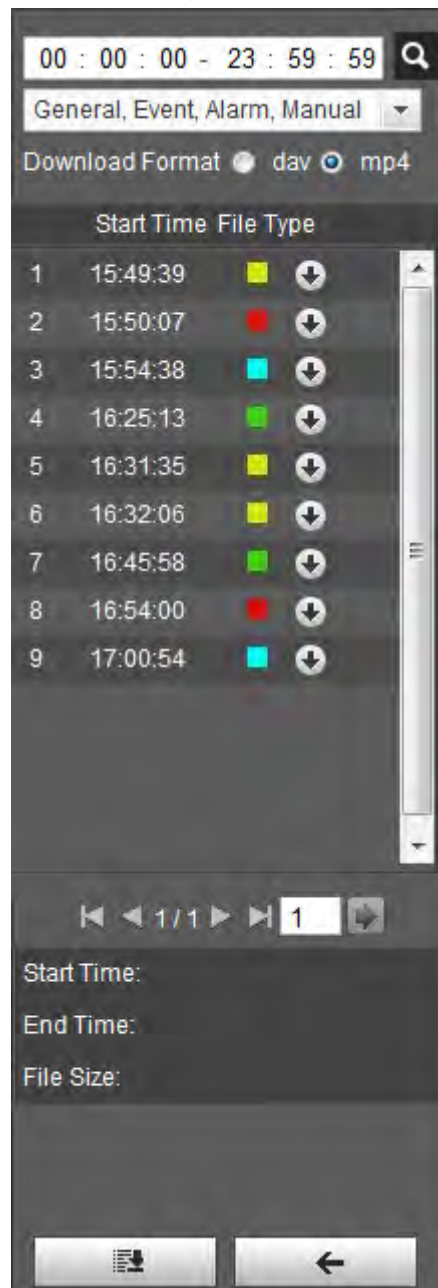 00 : 00 : 00 - 23 : 59 : 59
General, Event, Alarm, Manual
Download Format dav mp4
Start Time File Type
1 15:49:39
2 15:50:07
3 15:54:38
4 16:25:13
5 16:31:35
6 16:32:06
7 16:45:58
8 16:54:00
9 17:00:54
1 / 1 1
Start Time:
End Time:
File Size: